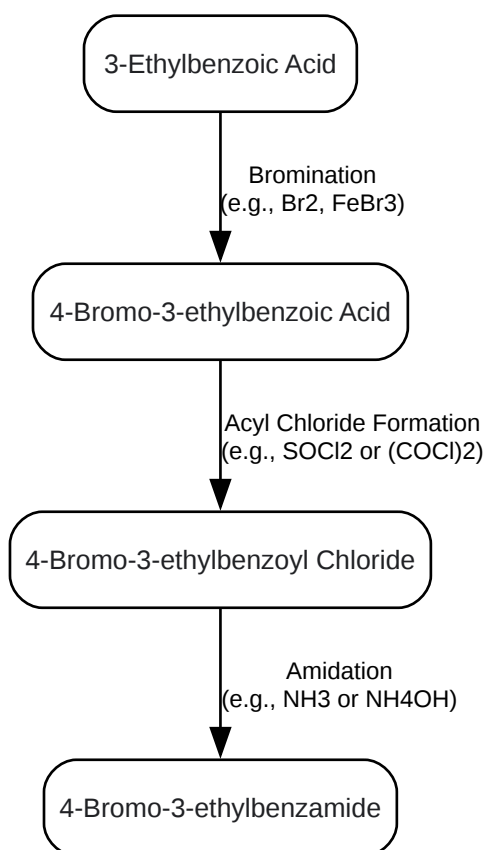 3-Ethylbenzoic Acid
Bromination
(e.g., Br2, FeBr3)
4-Bromo-3-ethylbenzoic Acid
Acyl Chloride Formation
(e.g., SOCl2 or (COCl)2)
4-Bromo-3-ethylbenzoyl Chloride
Amidation
(e.g., NH3 or NH4OH)
4-Bromo-3-ethylbenzamide